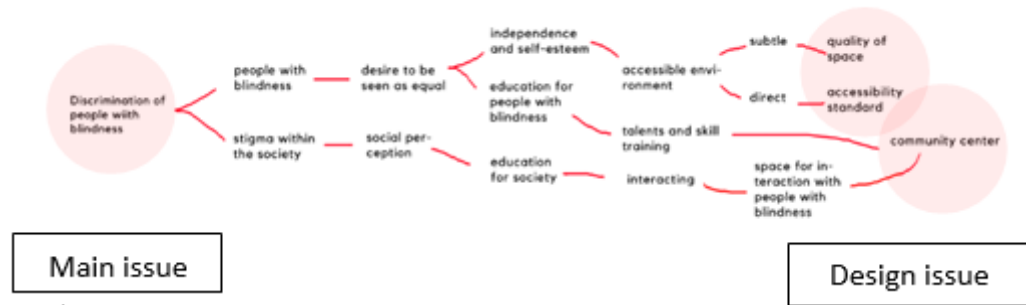 Discrimination of
people wiith
blindness
people with
blindness
stigma within
the society
desire to be
seen as equal
social per-
ception
independence
and self-esteem
education for
people with
blindness
education
for society
accessible envi-
ronment
talents and skill
training
interacting
subtle
direct
space for in-
teraction with
people with
blindness
quality of
space
accessibility
standard
community center
Main issue
Design issue